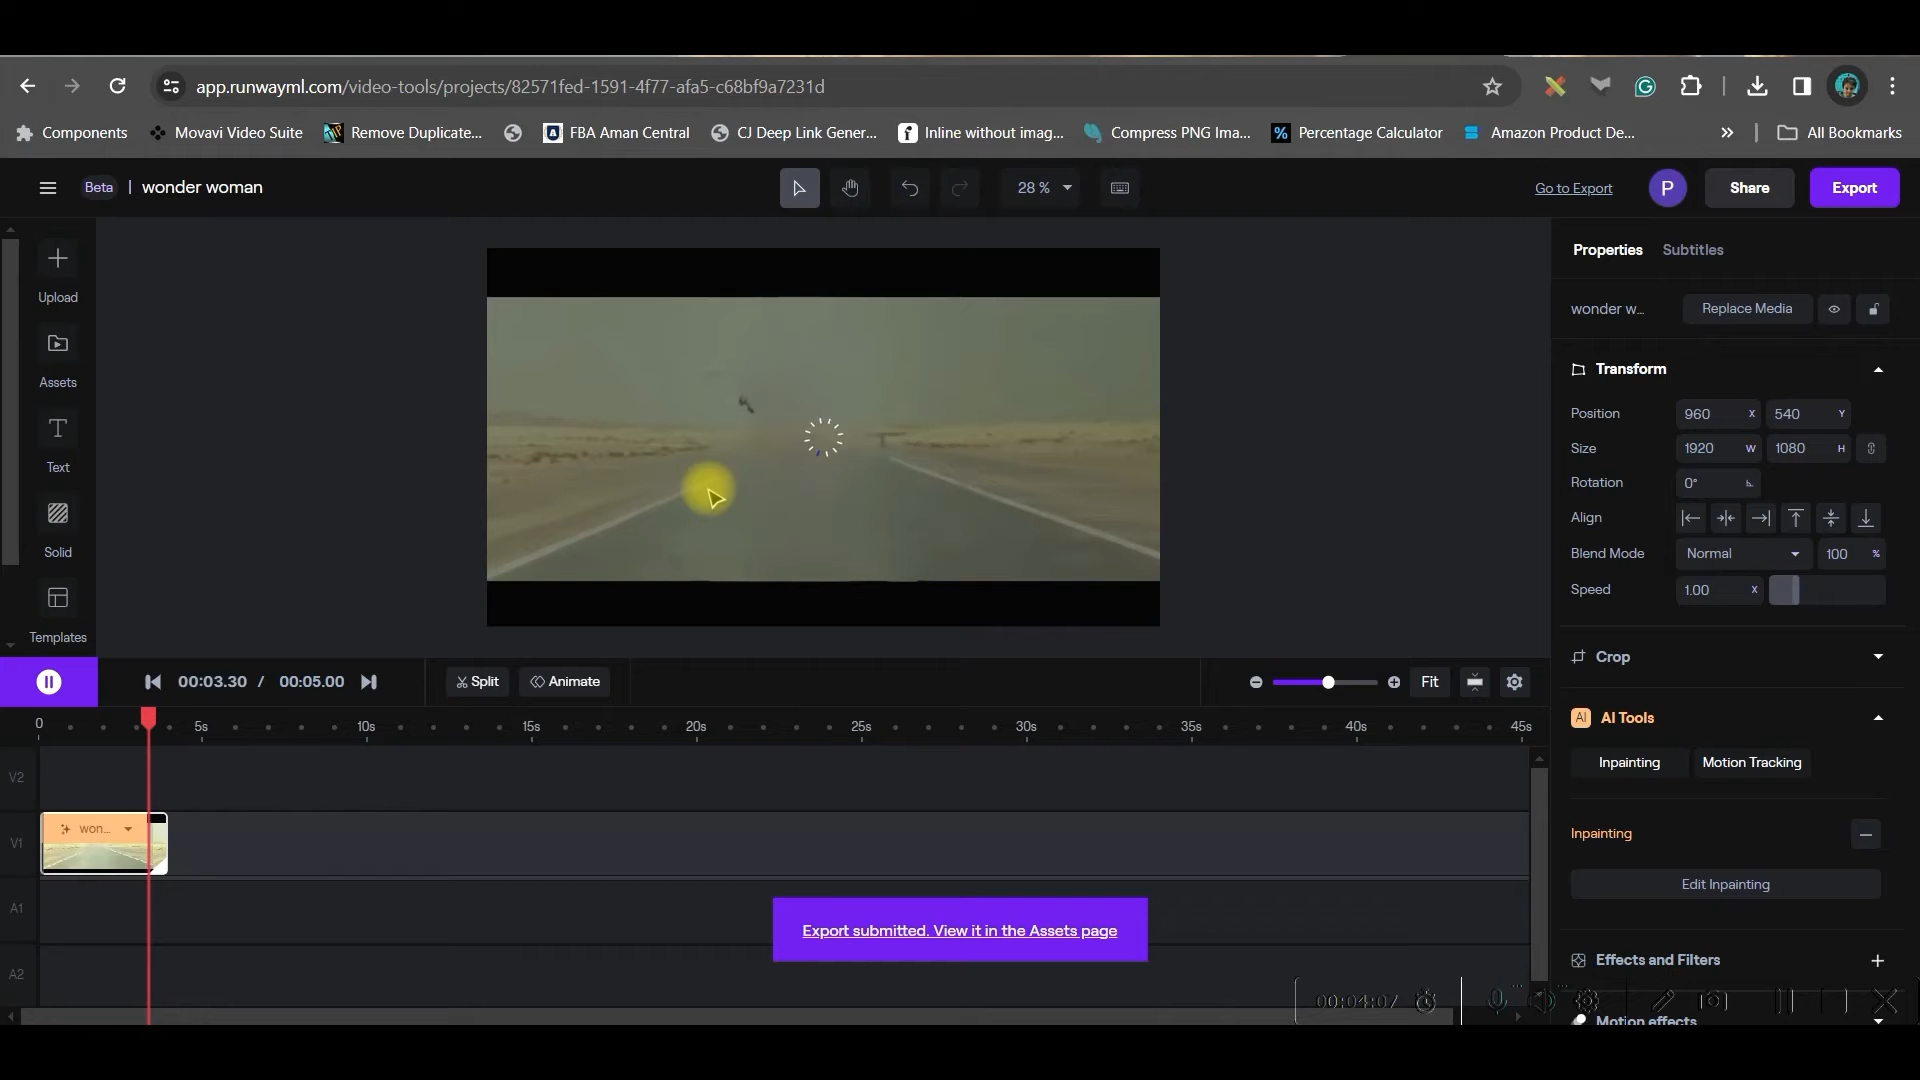 app.runwayml.com/video-tools/projects/82571fed-1591-4f77-afa5-c68bf9a7231d
Components
Movavi Video Suite
Remove Duplicate...
FBA Aman Central
CJ Deep Link Gener...
Inline without imag...
Compress PNG Ima...
Percentage Calculator
Amazon Product De...
»
All Bookmarks
Beta | wonder woman
28 %
Go to Export
P
Share
Export
Upload
Assets
Text
Solid
Templates
Properties
Subtitles
wonder w...
Replace Media
Transform
Position
960 X
540 Y
Size
1920 W
1080 H
Rotation
0°
Align
Blend Mode
Normal
100 %
Speed
1.00 X
Crop
AI AI Tools
Inpainting
Motion Tracking
Inpainting
Edit Inpainting
Effects and Filters
Motion effects
00:03.30 / 00:05.00
Split
Animate
Fit
0
5s
10s
15s
20s
25s
30s
35s
40s
45s
V2
V1
won...
A1
A2
Export submitted. View it in the Assets page
00:04:07